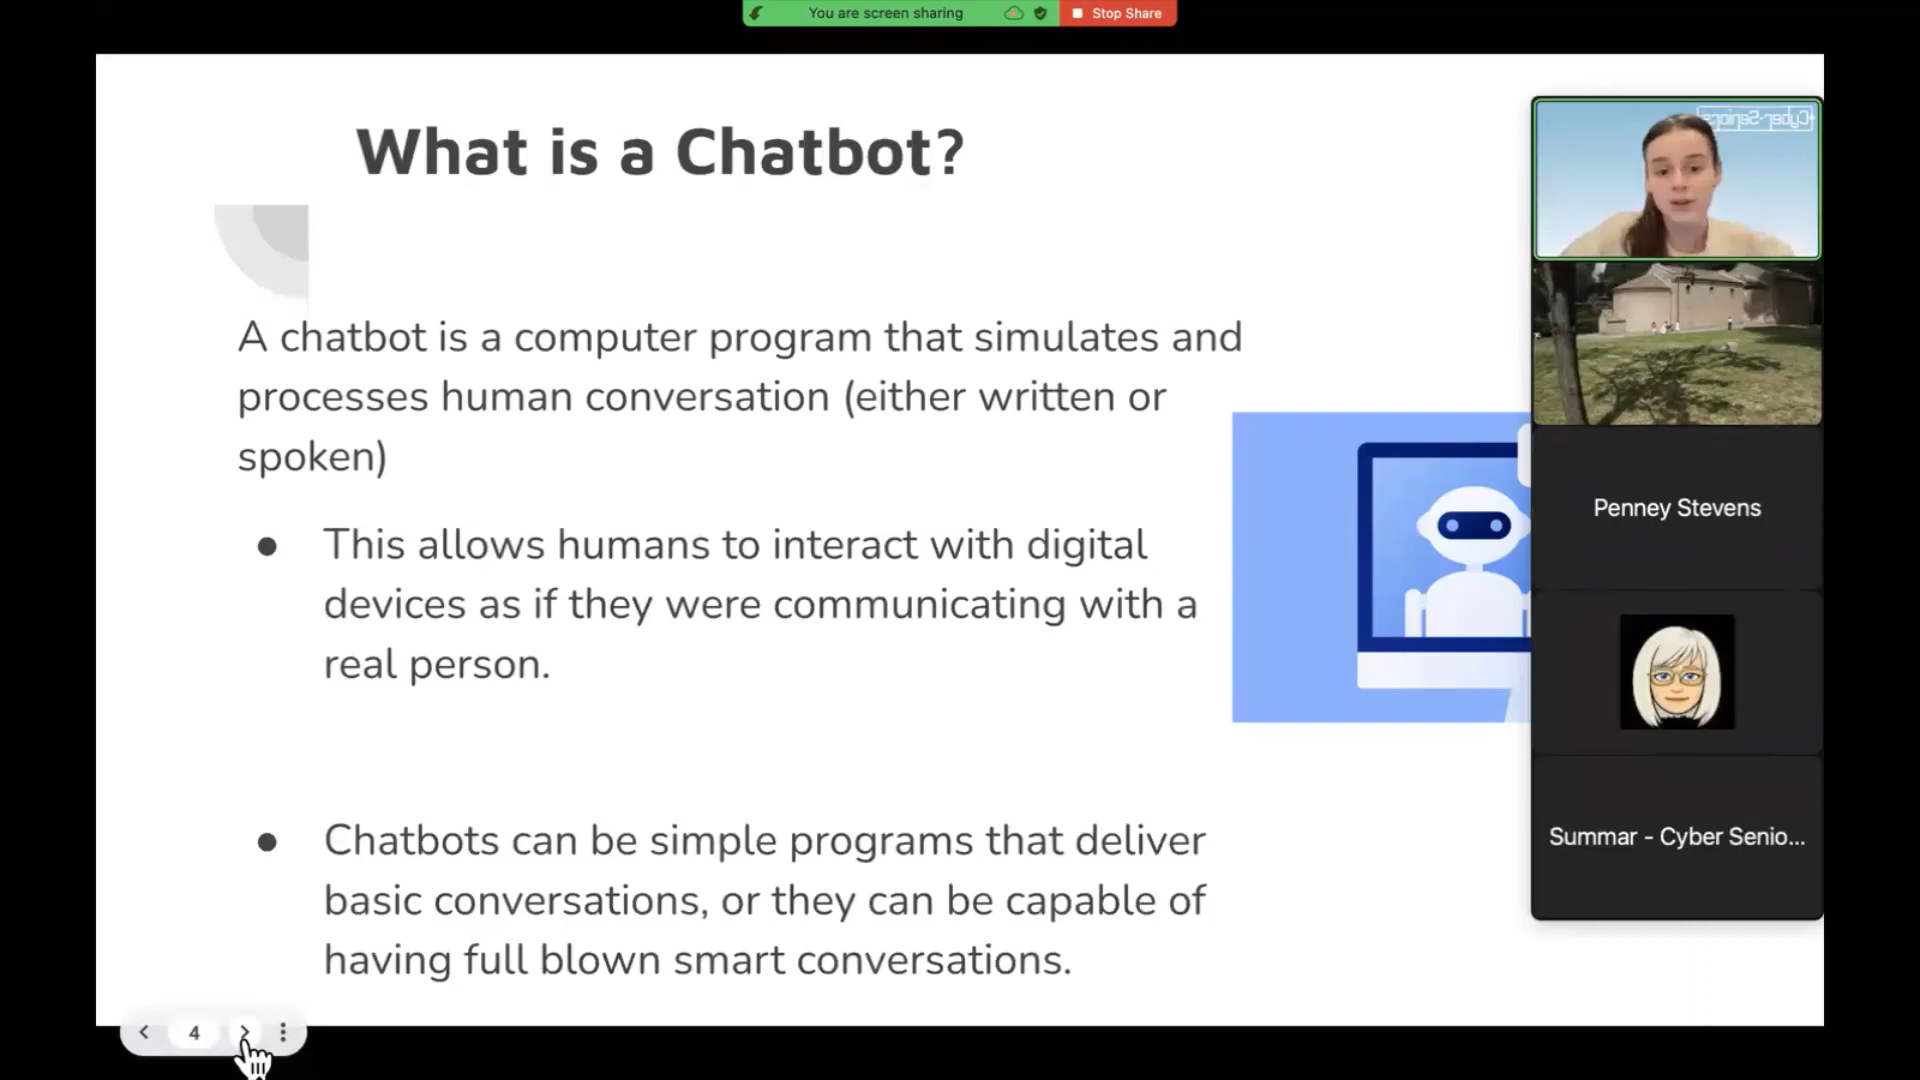 You are screen sharing
Stop Share
What is a Chatbot?
Cyber-Seniors
A chatbot is a computer program that simulates and
processes human conversation (either written or
spoken)
● This allows humans to interact with digital
devices as if they were communicating with a
real person.
Penney Stevens
● Chatbots can be simple programs that deliver
basic conversations, or they can be capable of
having full blown smart conversations.
Summar - Cyber Senio...
4